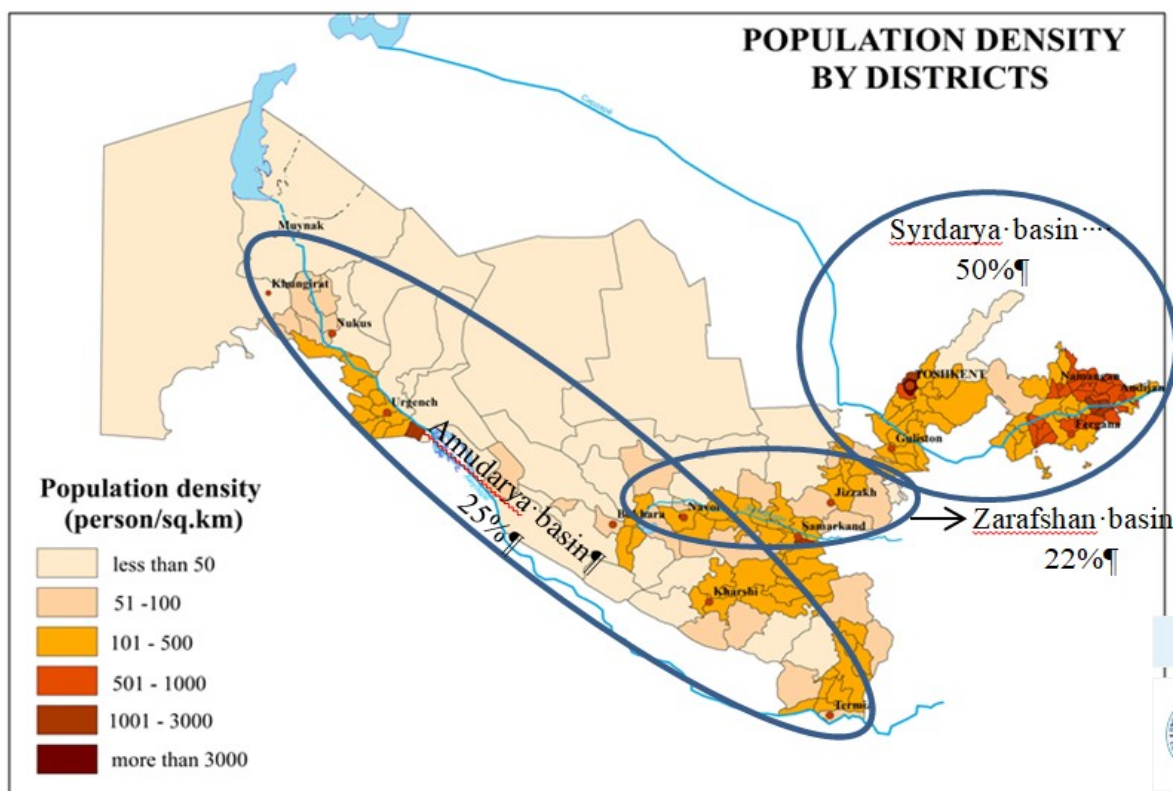 POPULATION DENSITY
BY DISTRICTS
Muynak
Khungirat
Nukus
Urgench
Amudarya·basin¶
25%¶
Syrdarya·basin····
50%¶
TOSHKENT
Namangan
Andijan
Fergana
Guliston
Jizzakh
Navoi
Samarkand
Zarafshan·basin
22%¶
Kharshi
Termiz
Population density
(person/sq.km)
less than 50
51 -100
101 - 500
501 - 1000
1001 - 3000
more than 3000